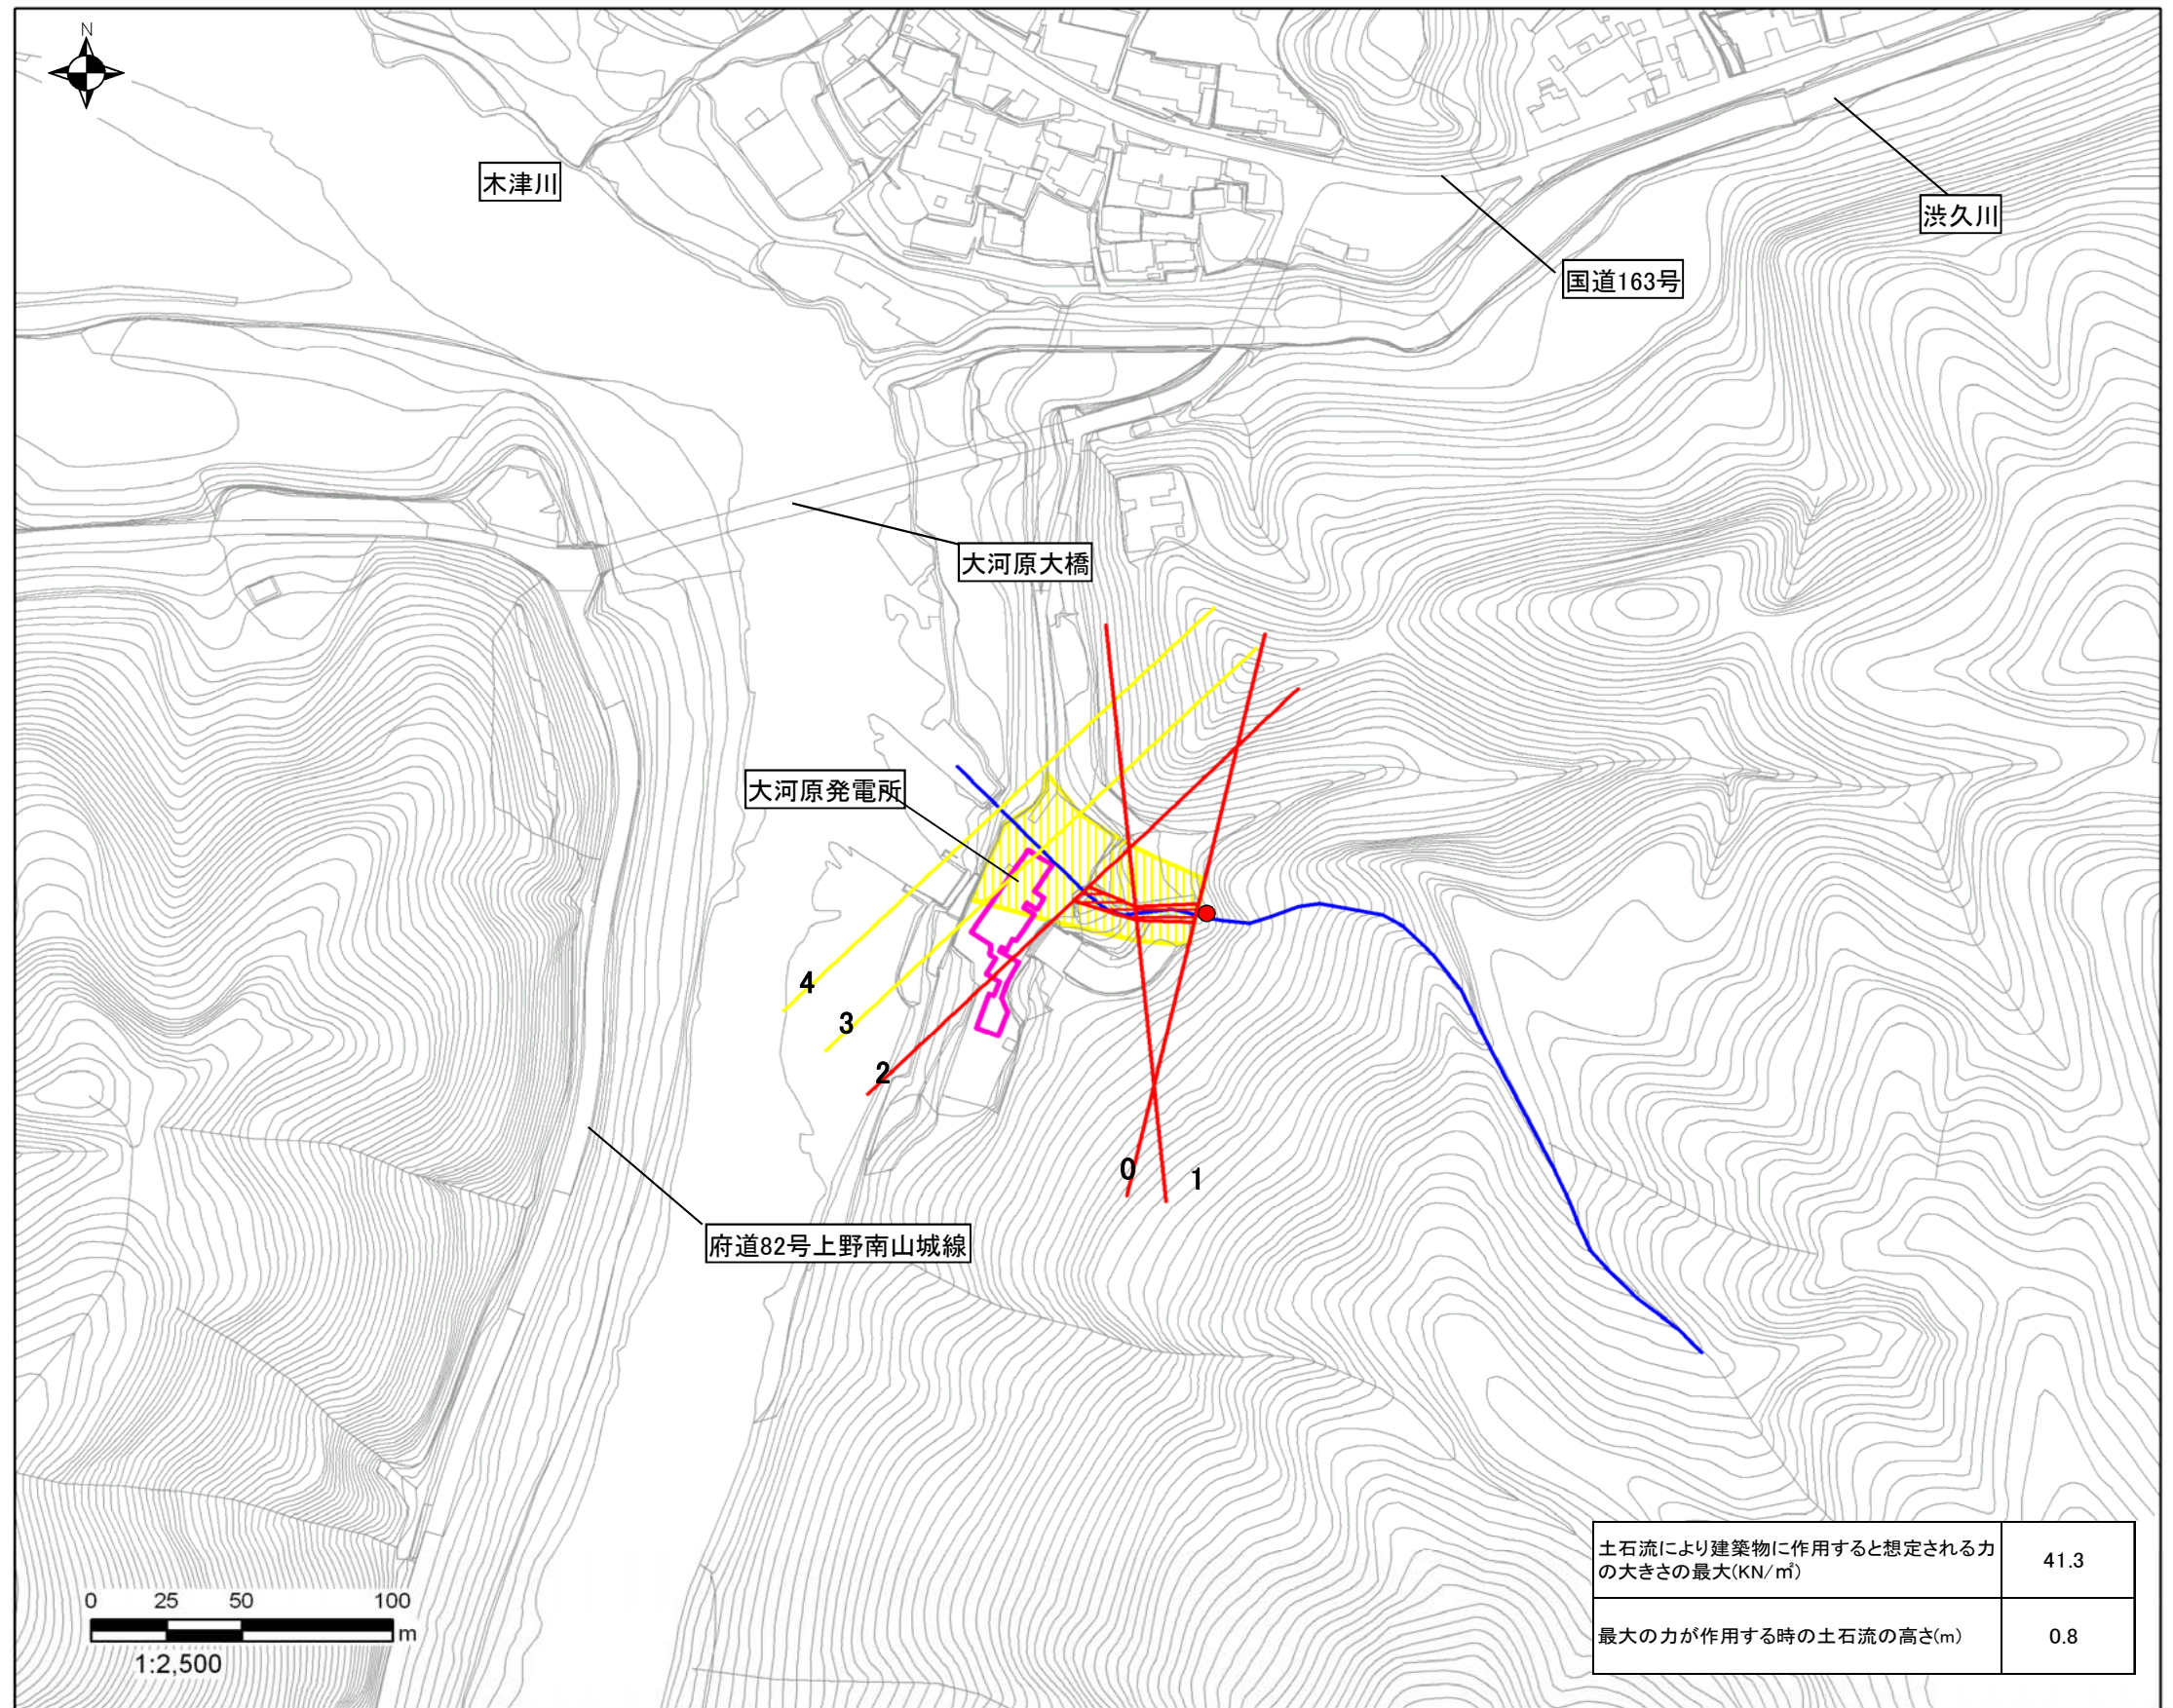 N
木津川
渋久川
国道163号
大河原大橋
大河原発電所
4
3
2
0
1
府道82号上野南山城線
土石流により建築物に作用すると想定される力
の大きさの最大(KN/㎡)
41.3
最大の力が作用する時の土石流の高さ(m)
0.8
0 25 50 100
m
1:2,500